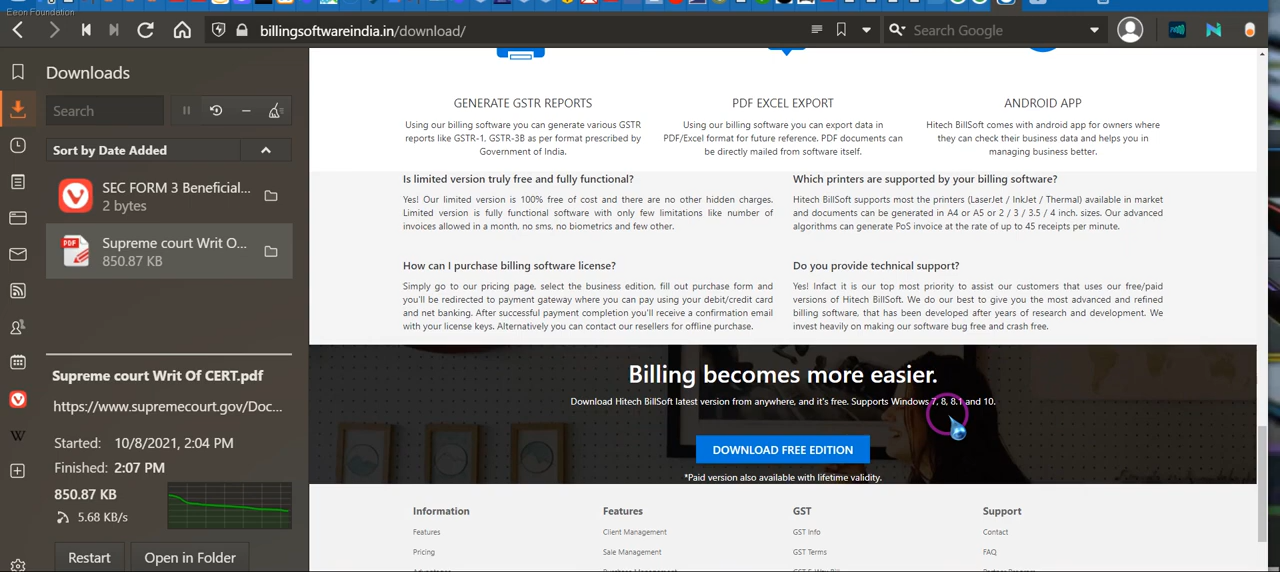 Eeon Foundation
billingsoftwareindia.in/download/
Search Google
Downloads
Search
Sort by Date Added
SEC FORM 3 Beneficial...
2 bytes
PDF
Supreme court Writ O...
850.87 KB
Supreme court Writ Of CERT.pdf
https://www.supremecourt.gov/Doc...
Started: 10/8/2021, 2:04 PM
Finished: 2:07 PM
850.87 KB
5.68 KB/s
Restart
Open in Folder
GENERATE GSTR REPORTS
Using our billing software you can generate various GSTR
reports like GSTR-1, GSTR-3B as per format prescribed by
Government of India.
PDF EXCEL EXPORT
Using our billing software you can export data in
PDF/Excel format for future reference. PDF documents can
be directly mailed from software itself.
ANDROID APP
Hitech BillSoft comes with android app for owners where
they can check their business data and helps you in
managing business better.
Is limited version truly free and fully functional?
Yes! Our limited version is 100% free of cost and there are no other hidden charges.
Limited version is fully functional software with only few limitations like number of
invoices allowed in a month, no sms, no biometrics and few other.
Which printers are supported by your billing software?
Hitech BillSoft supports most the printers (LaserJet / InkJet / Thermal) available in market
and documents can be generated in A4 or A5 or 2 / 3 / 3.5 / 4 inch. sizes. Our advanced
algorithms can generate PoS invoice at the rate of up to 45 receipts per minute.
How can I purchase billing software license?
Simply go to our pricing page, select the business edition, fill out purchase form and
you'll be redirected to payment gateway where you can pay using your debit/credit card
and net banking. After successful payment completion you'll receive a confirmation email
with your license keys. Alternatively you can contact our resellers for offline purchase.
Do you provide technical support?
Yes! Infact it is our top most priority to assist our customers that uses our free/paid
versions of Hitech BillSoft. We do our best to give you the most advanced and refined
billing software, that has been developed after years of research and development. We
invest heavily on making our software bug free and crash free.
Billing becomes more easier.
Download Hitech BillSoft latest version from anywhere, and it's free. Supports Windows 7, 8, 8.1 and 10.
DOWNLOAD FREE EDITION
*Paid version also available with lifetime validity.
Information
Features
Pricing
Features
Client Management
Sale Management
GST
GST Info
GST Terms
Support
Contact
FAQ